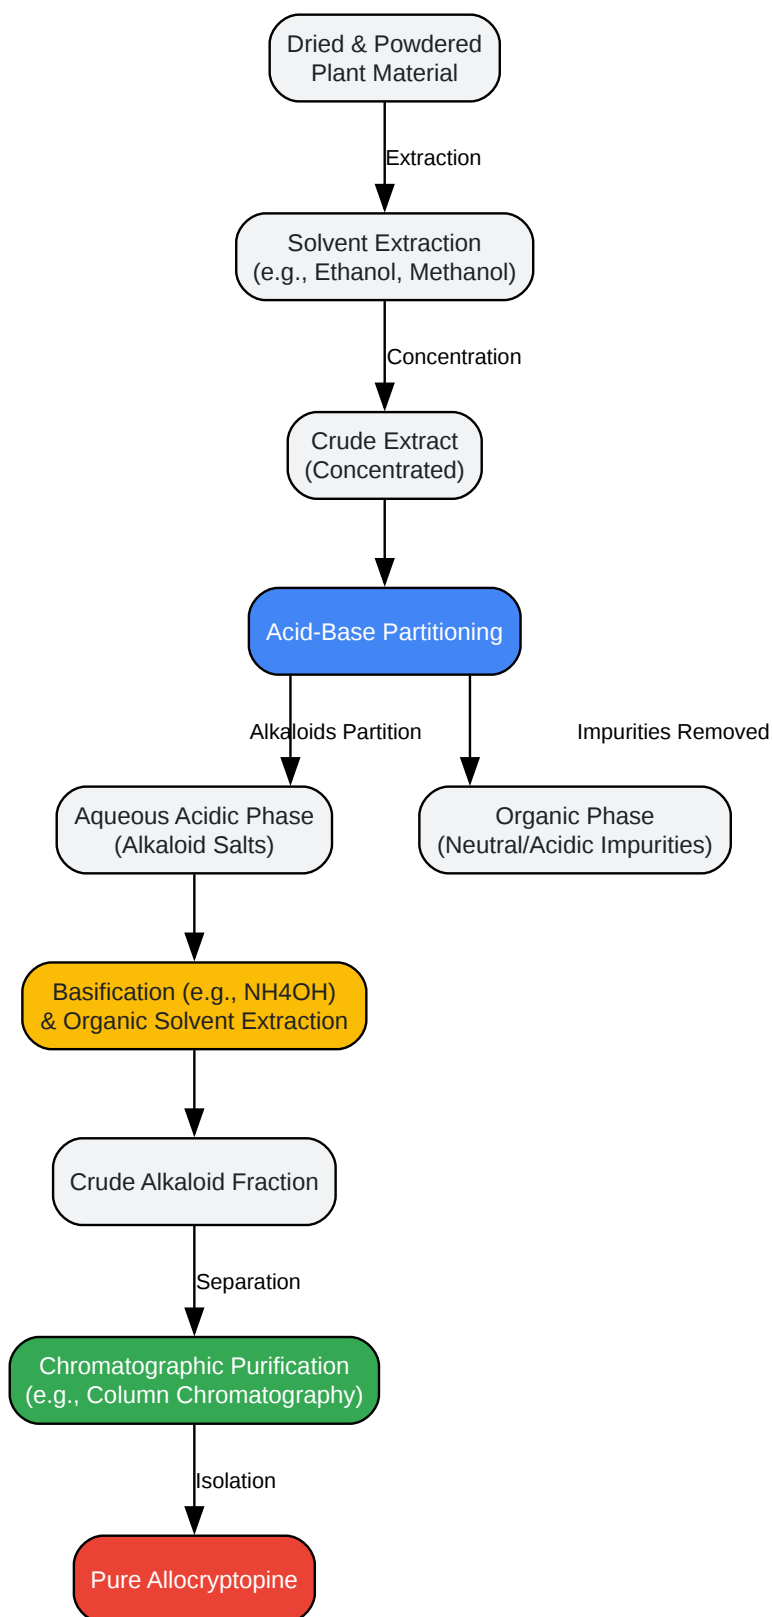 Dried & Powdered
Plant Material
Extraction
Solvent Extraction
(e.g., Ethanol, Methanol)
Concentration
Crude Extract
(Concentrated)
Acid-Base Partitioning
Alkaloids Partition
Impurities Removed
Aqueous Acidic Phase
(Alkaloid Salts)
Organic Phase
(Neutral/Acidic Impurities)
Basification (e.g., NH4OH)
& Organic Solvent Extraction
Crude Alkaloid Fraction
Separation
Chromatographic Purification
(e.g., Column Chromatography)
Isolation
Pure Allocryptopine